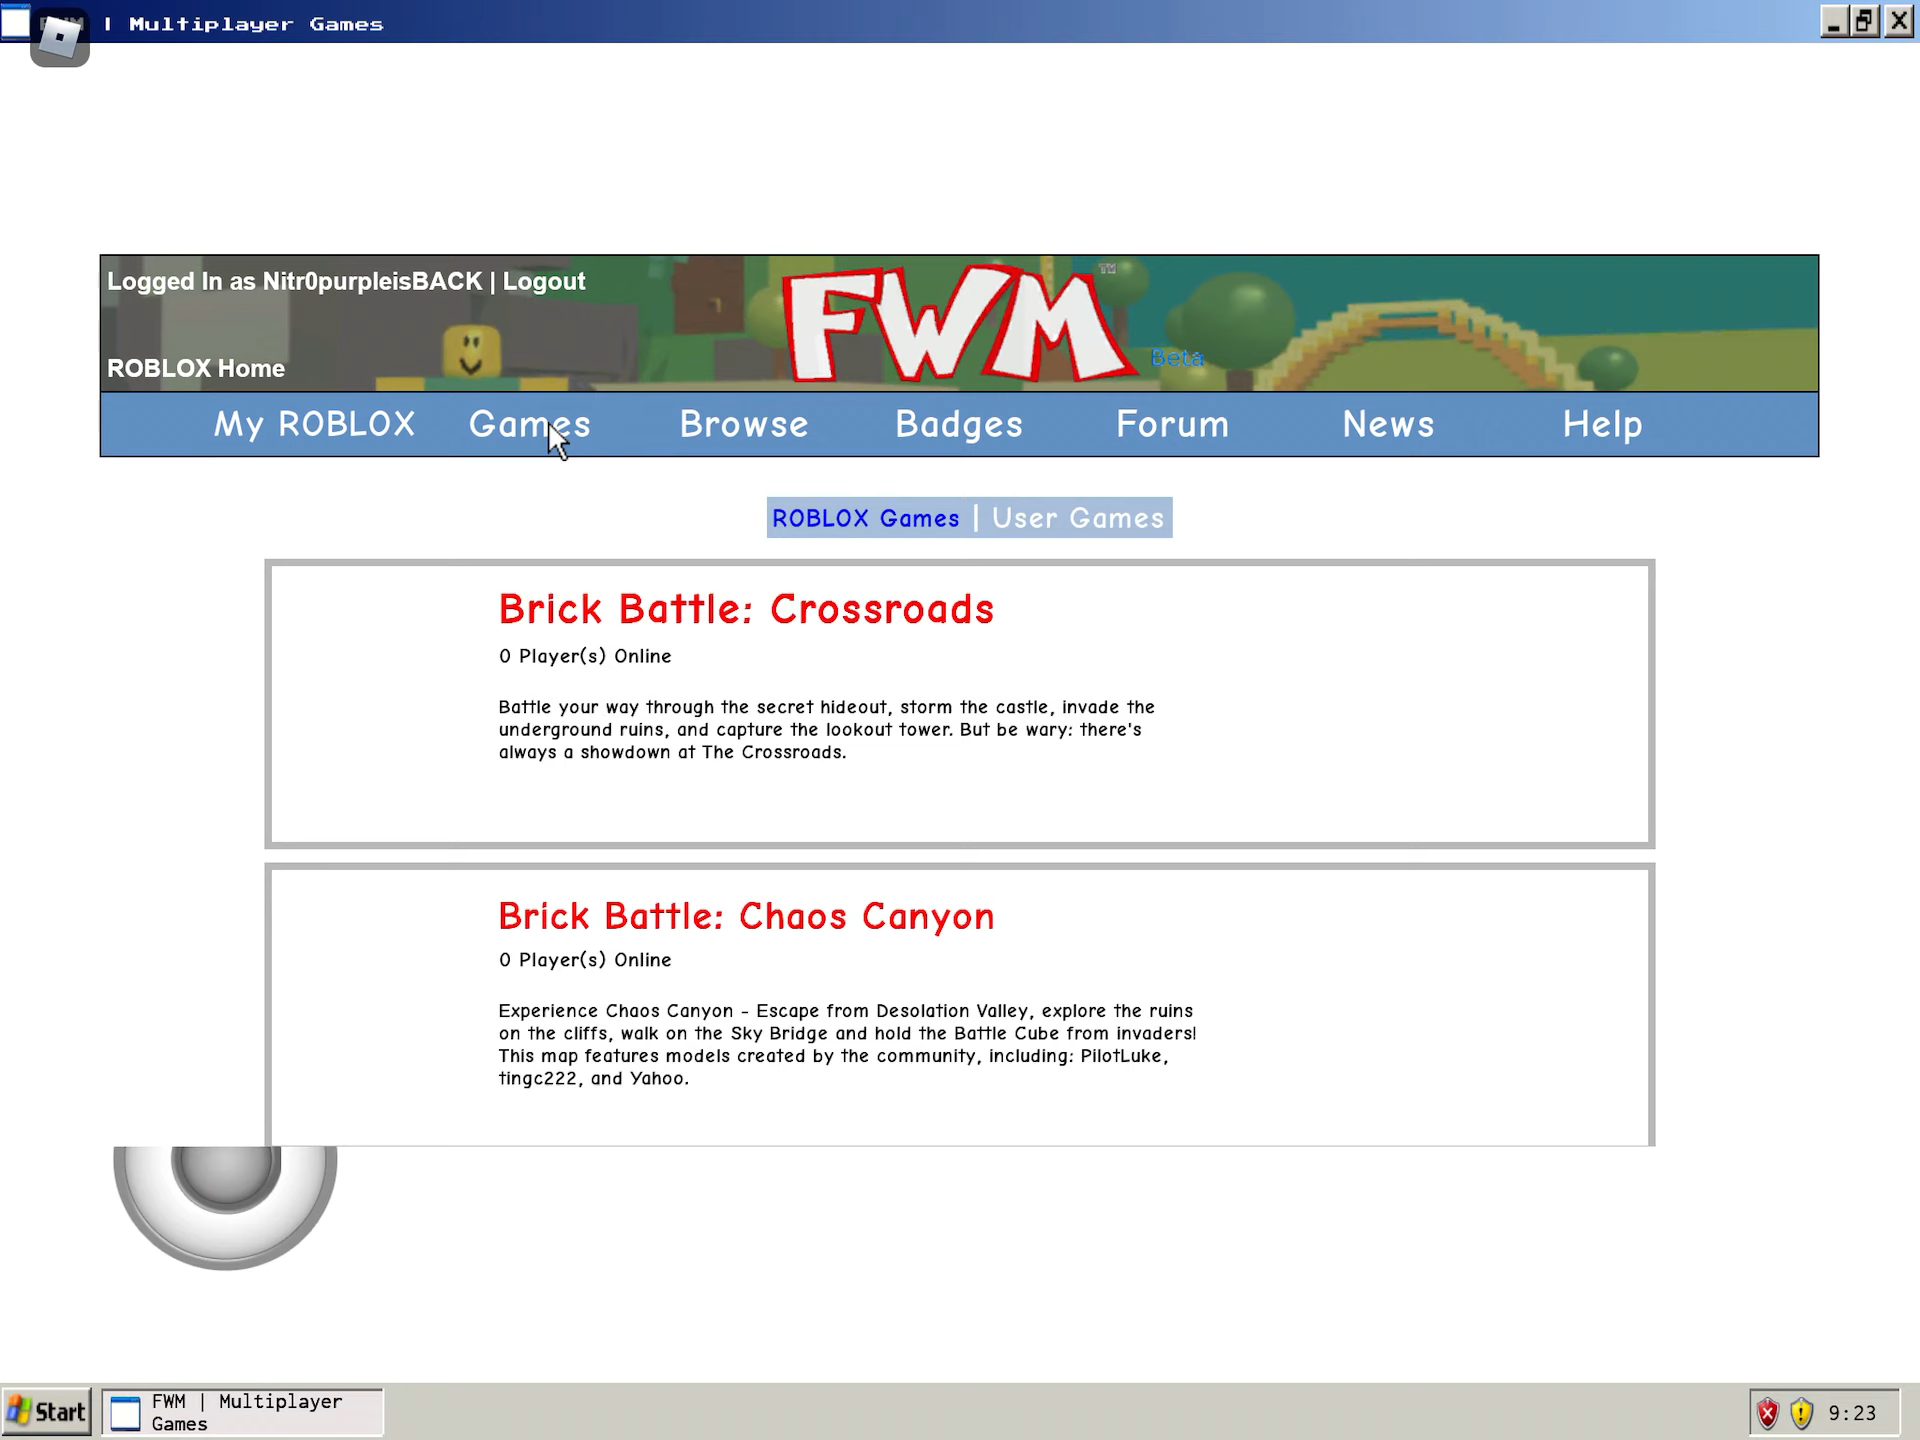 FWM | Multiplayer Games
Logged In as Nitr0purpleisBACK | Logout
FWM™
Beta
ROBLOX Home
My ROBLOX Games Browse Badges Forum News Help
ROBLOX Games | User Games
Brick Battle: Crossroads
0 Player(s) Online
Battle your way through the secret hideout, storm the castle, invade the
underground ruins, and capture the lookout tower. But be wary: there's
always a showdown at The Crossroads.
Brick Battle: Chaos Canyon
0 Player(s) Online
Experience Chaos Canyon - Escape from Desolation Valley, explore the ruins
on the cliffs, walk on the Sky Bridge and hold the Battle Cube from invaders!
This map features models created by the community, including: PilotLuke,
tingc222, and Yahoo.
Start
FWM | Multiplayer
Games
9:23